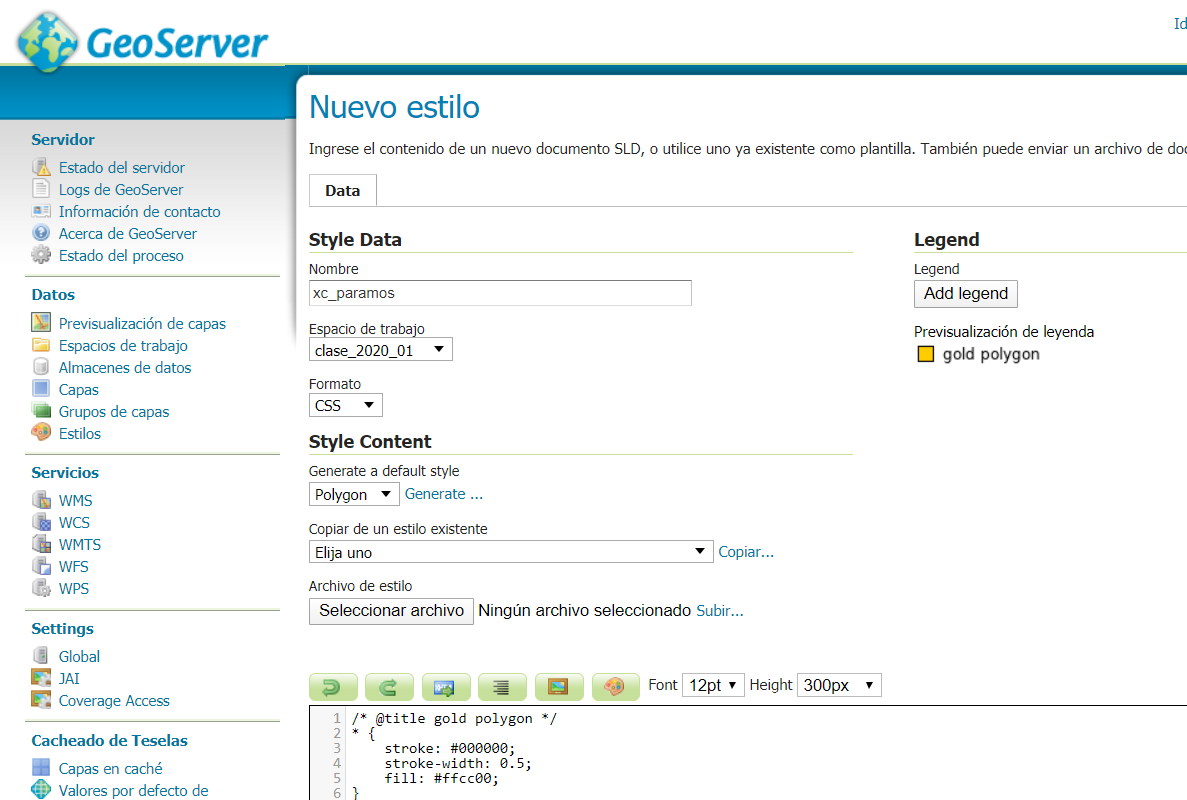 GeoServer
Id
Servidor
Estado del servidor
Logs de GeoServer
Información de contacto
Acerca de GeoServer
Estado del proceso
Datos
Previsualización de capas
Espacios de trabajo
Almacenes de datos
Capas
Grupos de capas
Estilos
Servicios
WMS
WCS
WMTS
WFS
WPS
Settings
Global
JAI
Coverage Access
Cacheado de Teselas
Capas en caché
Valores por defecto de
Nuevo estilo
Ingrese el contenido de un nuevo documento SLD, o utilice uno ya existente como plantilla. También puede enviar un archivo de doc
Data
Style Data
Nombre
xc_paramos
Espacio de trabajo
clase_2020_01
Formato
CSS
Legend
Legend
Add legend
Previsualización de leyenda
gold polygon
Style Content
Generate a default style
Polygon Generate ...
Copiar de un estilo existente
Elija uno Copiar...
Archivo de estilo
Seleccionar archivo Ningún archivo seleccionado Subir...
Font 12pt Height 300px
1 /* @title gold polygon */
2 * {
3 stroke: #000000;
4 stroke-width: 0.5;
5 fill: #ffcc00;
6 }